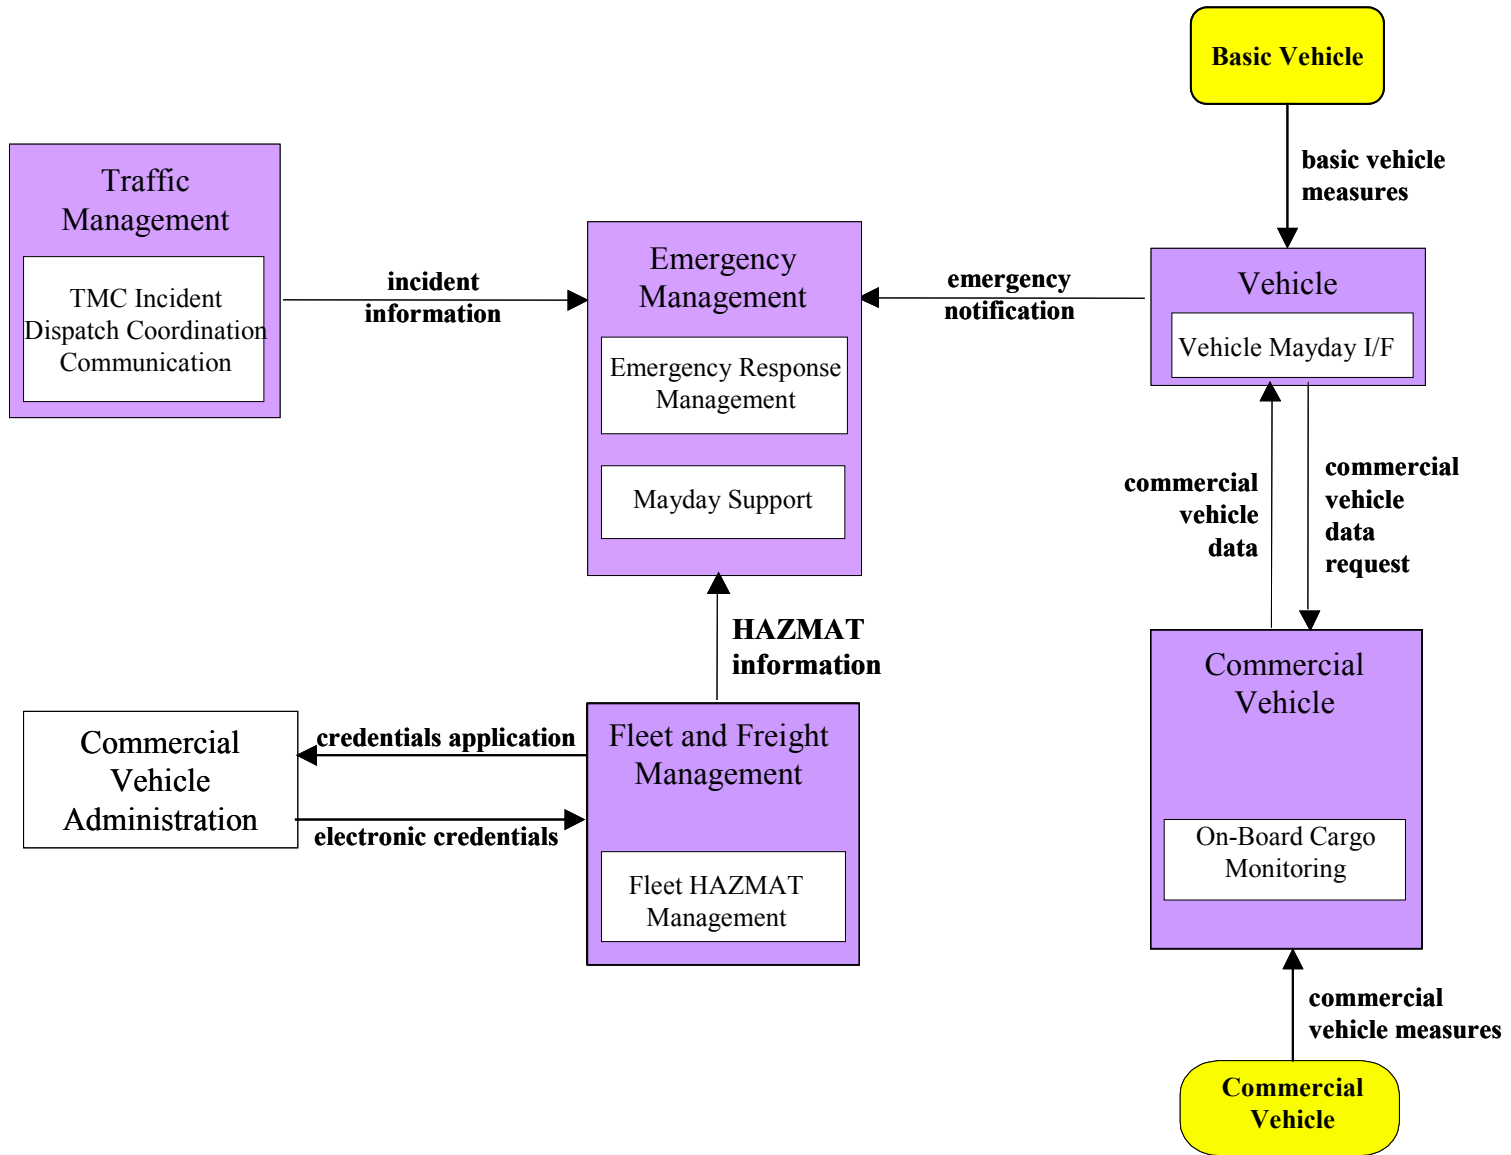 Basic Vehicle
basic vehicle
measures
Traffic
Management
TMC Incident
Dispatch Coordination
Communication
incident
information
Emergency
Management
Emergency Response
Management
Mayday Support
emergency
notification
Vehicle
Vehicle Mayday I/F
commercial
vehicle
data
commercial
vehicle
data
request
HAZMAT
information
Commercial
Vehicle
On-Board Cargo
Monitoring
Commercial
Vehicle
Administration
credentials application
electronic credentials
Fleet and Freight
Management
Fleet HAZMAT
Management
commercial
vehicle measures
Commercial
Vehicle